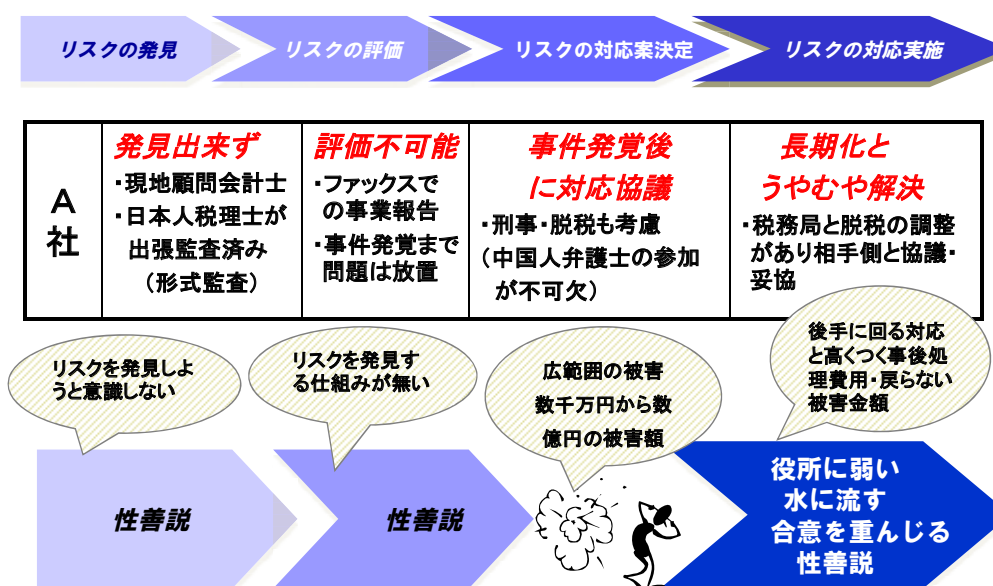 リスクの発見
リスクの評価
リスクの対応案決定
リスクの対応実施
A
社
発見出来ず
・現地顧問会計士
・日本人税理士が
出張監査済み
（形式監査）
評価不可能
・ファックスで
の事業報告
・事件発覚まで
問題は放置
事件発覚後
に対応協議
・刑事・脱税も考慮
（中国人弁護士の参加
が不可欠）
長期化と
うやむや解決
・税務局と脱税の調整
があり相手側と協議・
妥協
リスクを発見しよ
うと意識しない
リスクを発見す
る仕組みが無い
広範囲の被害
数千万円から数
億円の被害額
後手に回る対応
と高くつく事後処
理費用・戻らない
被害金額
性善説
性善説
役所に弱い
水に流す
合意を重んじる
性善説